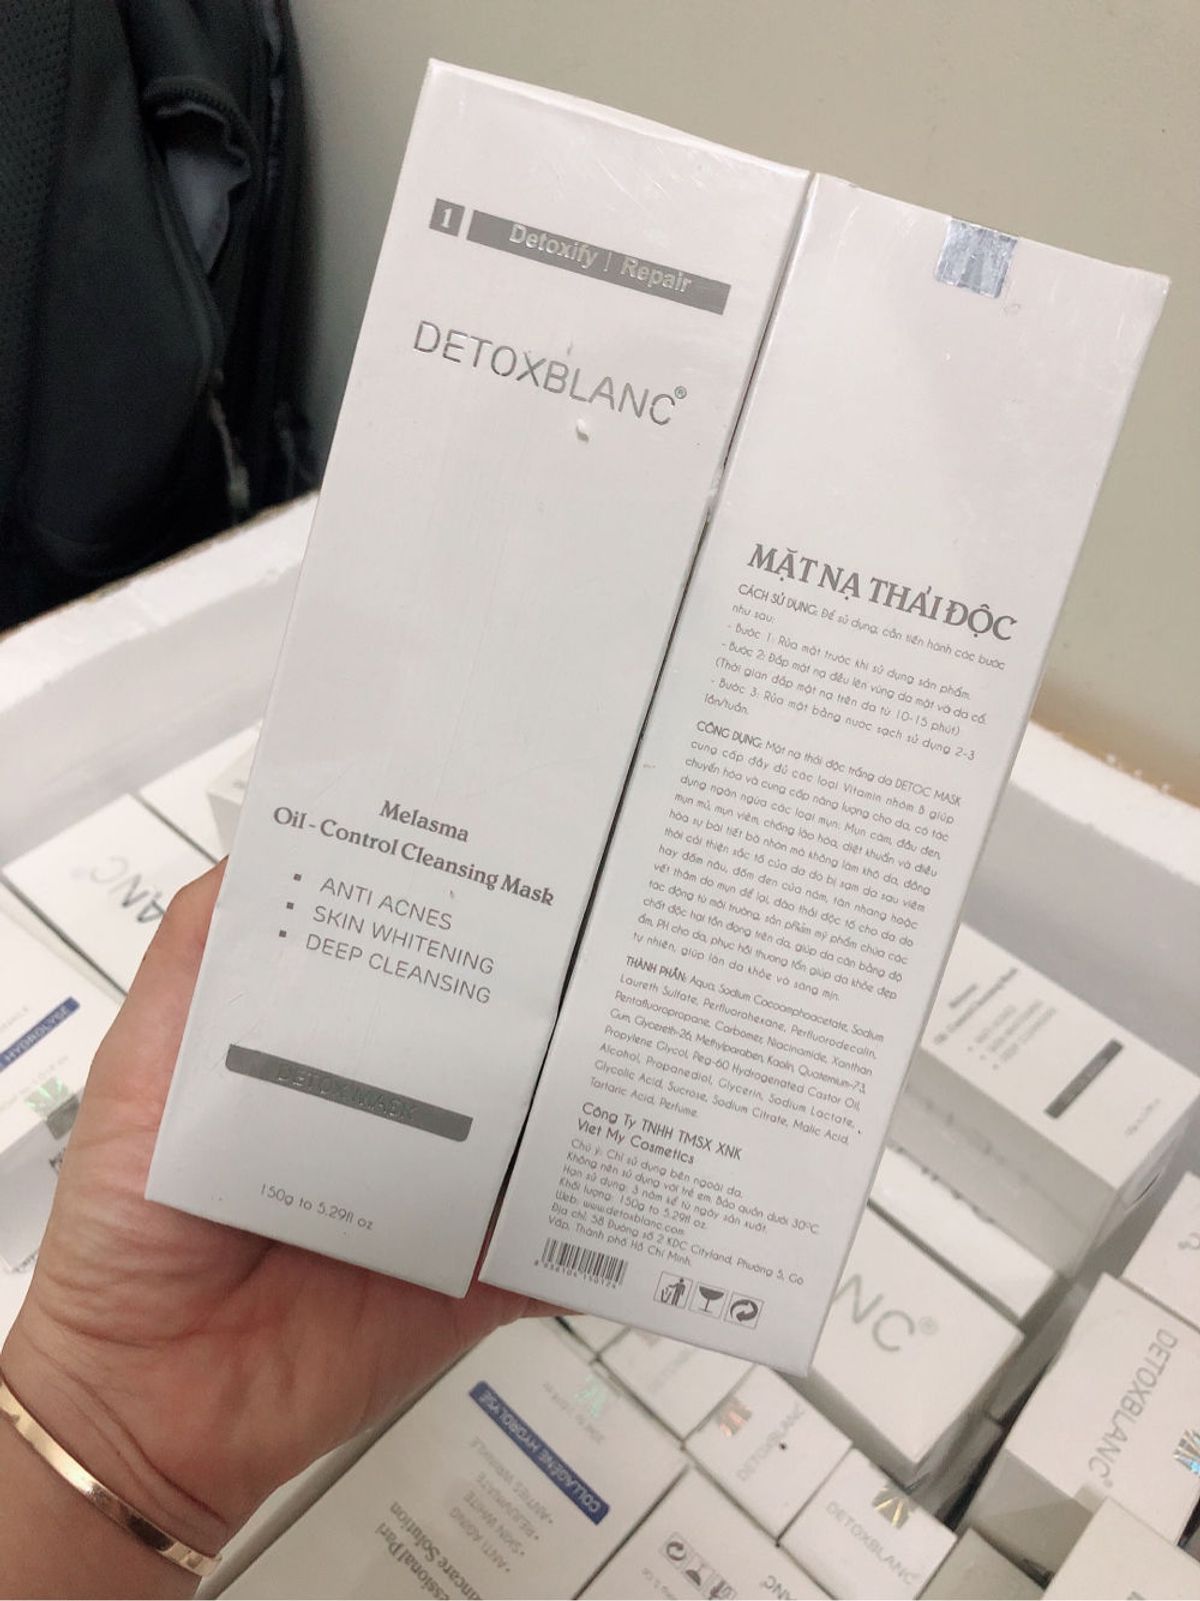 1 Detoxify | Repair
DETOXBLANC®
Melasma
Oil - Control Cleansing Mask
▪ ANTI ACNES
▪ SKIN WHITENING
▪ DEEP CLEANSING
DETOX MASK
150g to 5.29fl oz
MẶT NẠ THẢI ĐỘC
CÁCH SỬ DỤNG: Để sử dụng, cần tiến hành các bước
như sau:
- Bước 1: Rửa mặt trước khi sử dụng sản phẩm.
- Bước 2: Đắp mặt nạ đều lên vùng da mặt và da cổ.
(Thời gian đắp mặt nạ trên da từ 10-15 phút)
- Bước 3: Rửa mặt bằng nước sạch sử dụng 2-3
lần/tuần.
CÔNG DỤNG: Mặt nạ thải độc trắng da DETOC MASK
cung cấp đầy đủ các loại Vitamin nhóm B giúp
chuyển hóa và cung cấp năng lượng cho da, có tác
dụng ngăn ngừa các loại mụn: Mụn cám, đầu đen,
mụn mủ, mụn viêm, chống lão hóa, diệt khuẩn và điều
hòa sự bài tiết bã nhờn mà không làm khô da, đồng
thời cải thiện sắc tố của da do bị sạm da sau viêm
hay đốm nâu, đốm đen của nám, tàn nhang hoặc
vết thâm do mụn để lại, đào thải độc tố cho da do
tác động từ môi trường, sản phẩm mỹ phẩm chứa các
chất độc hại tồn đọng trên da, giúp da cân bằng độ
ẩm, PH cho da, phục hồi thương tổn giúp da khỏe đẹp
tự nhiên, giúp làn da khỏe và sáng mịn.
THÀNH PHẦN: Aqua, Sodium Cocoamphoacetate, Sodium
Laureth Sulfate, Perfluorohexane, Perfluorodecalin,
Pentafluoropropane, Carbomer, Niacinamide, Xanthan
Gum, Glycereth-26, Methylparaben, Kaolin, Quaternium-73,
Propylene Glycol, Peg-60 Hydrogenated Castor Oil,
Alcohol, Propanediol, Glycerin, Sodium Lactate,
Glycolic Acid, Sucrose, Sodium Citrate, Malic Acid,
Tartaric Acid, Perfume.
Công Ty TNHH TMSX XNK
Viet My Cosmetics
Chú ý: Chỉ sử dụng bên ngoài da.
Không nên sử dụng với trẻ em. Bảo quản dưới 30ºC.
Hạn sử dụng: 3 năm kể từ ngày sản xuất.
Khối lượng: 150g to 5.29fl oz.
Web: www.detoxblanc.com
Địa chỉ: 58 Đường số 2 KDC Cityland, Phường 5, Gò
Vấp, Thành phố Hồ Chí Minh.
HYDROLYSE
NC®
DETOXBLANC®
DETOXBLANC
COLLAGÈNE HYDROLYSE
• SKIN WHITE
• ANTI AGING